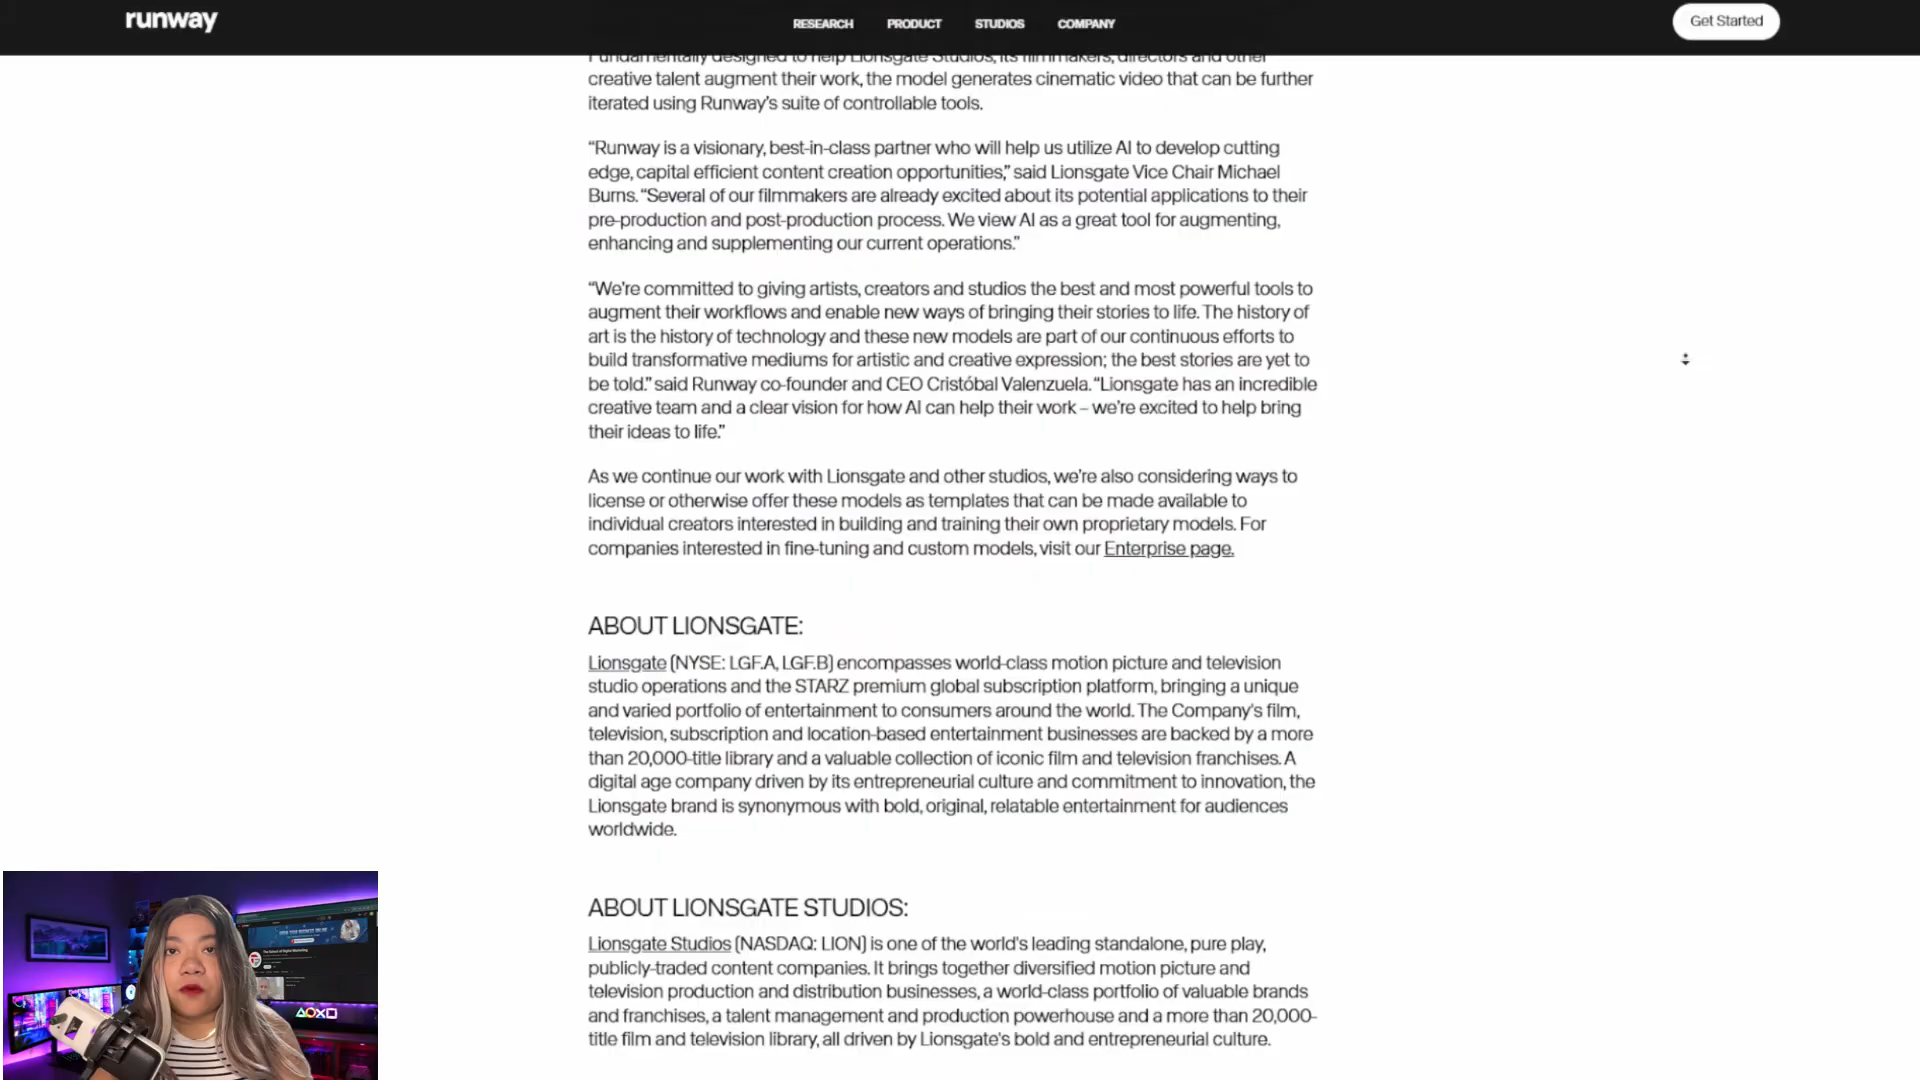 runway
RESEARCH PRODUCT STUDIOS COMPANY
Get Started
Fundamentally designed to help Lionsgate Studios, its filmmakers, directors and other
creative talent augment their work, the model generates cinematic video that can be further
iterated using Runway’s suite of controllable tools.
“Runway is a visionary, best-in-class partner who will help us utilize AI to develop cutting
edge, capital efficient content creation opportunities,” said Lionsgate Vice Chair Michael
Burns. “Several of our filmmakers are already excited about its potential applications to their
pre-production and post-production process. We view AI as a great tool for augmenting,
enhancing and supplementing our current operations.”
“We’re committed to giving artists, creators and studios the best and most powerful tools to
augment their workflows and enable new ways of bringing their stories to life. The history of
art is the history of technology and these new models are part of our continuous efforts to
build transformative mediums for artistic and creative expression; the best stories are yet to
be told.” said Runway co-founder and CEO Cristóbal Valenzuela. “Lionsgate has an incredible
creative team and a clear vision for how AI can help their work – we’re excited to help bring
their ideas to life.”
As we continue our work with Lionsgate and other studios, we’re also considering ways to
license or otherwise offer these models as templates that can be made available to
individual creators interested in building and training their own proprietary models. For
companies interested in fine-tuning and custom models, visit our Enterprise page.
ABOUT LIONSGATE:
Lionsgate (NYSE: LGF.A, LGF.B) encompasses world-class motion picture and television
studio operations and the STARZ premium global subscription platform, bringing a unique
and varied portfolio of entertainment to consumers around the world. The Company's film,
television, subscription and location-based entertainment businesses are backed by a more
than 20,000-title library and a valuable collection of iconic film and television franchises. A
digital age company driven by its entrepreneurial culture and commitment to innovation, the
Lionsgate brand is synonymous with bold, original, relatable entertainment for audiences
worldwide.
ABOUT LIONSGATE STUDIOS:
Lionsgate Studios (NASDAQ: LION) is one of the world's leading standalone, pure play,
publicly-traded content companies. It brings together diversified motion picture and
television production and distribution businesses, a world-class portfolio of valuable brands
and franchises, a talent management and production powerhouse and a more than 20,000-
title film and television library, all driven by Lionsgate's bold and entrepreneurial culture.